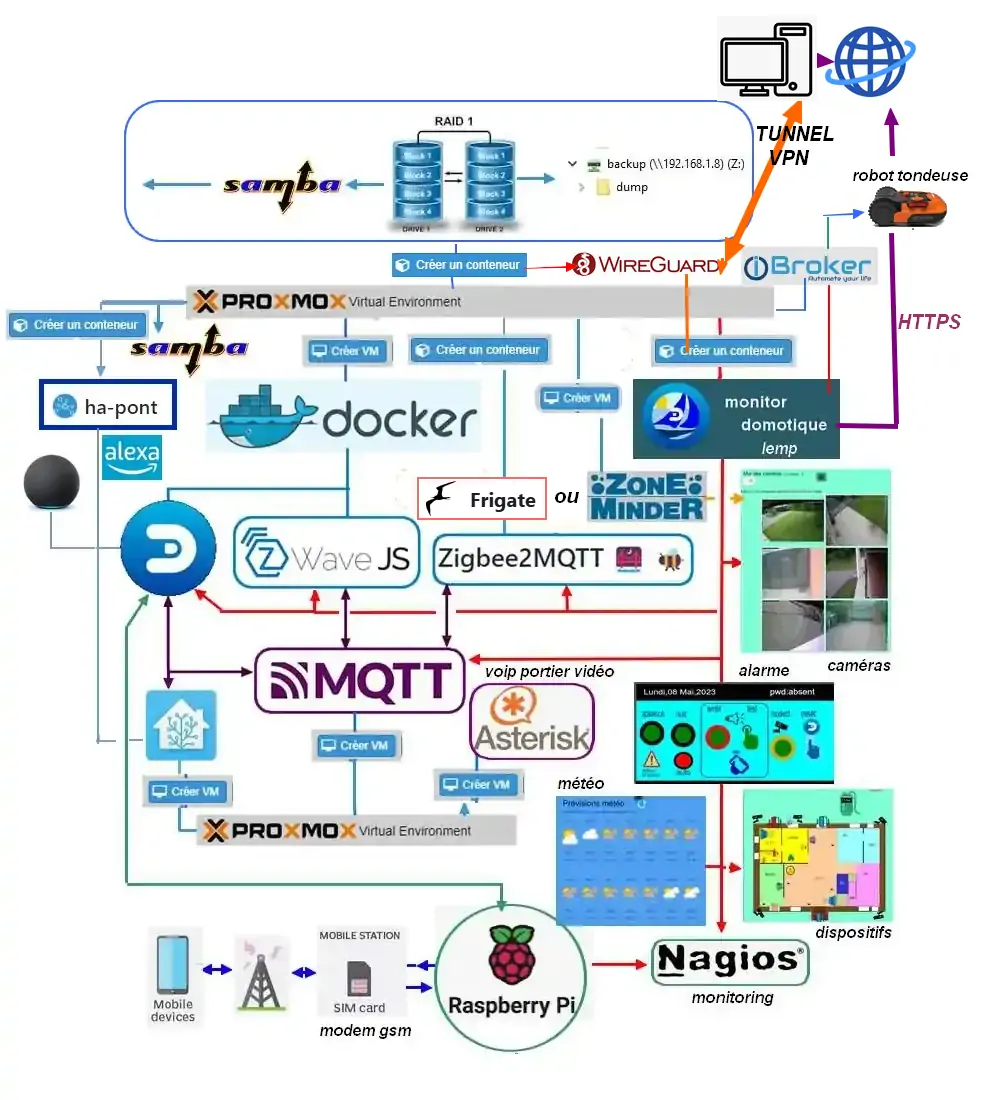 RAID 1
Block 1
Block 1
Block 2
Block 2
Block 3
Block 3
Block 4
Block 4
DRIVE 1
DRIVE 2
samba
backup (\\192.168.1.8) (Z:)
dump
TUNNEL
VPN
robot tondeuse
Créer un conteneur
WIREGUARD
ioBroker
Automate your life
PROXMOX Virtual Environment
HTTPS
Créer un conteneur
samba
Créer VM
Créer un conteneur
Créer un conteneur
ha-pont
alexa
docker
Créer VM
monitor
domotique
lemp
Frigate
ou
ZONE
MINDER
Z Wave JS
Zigbee2MQTT
MQTT
voip portier vidéo
alarme
caméras
Asterisk
Lundi,08 Mai,2023
pwd:absent
Créer VM
Créer VM
Créer VM
météo
Prévisions météo
PROXMOX Virtual Environment
dispositifs
MOBILE STATION
Mobile
devices
SIM card
modem gsm
Raspberry Pi
Nagios®
monitoring